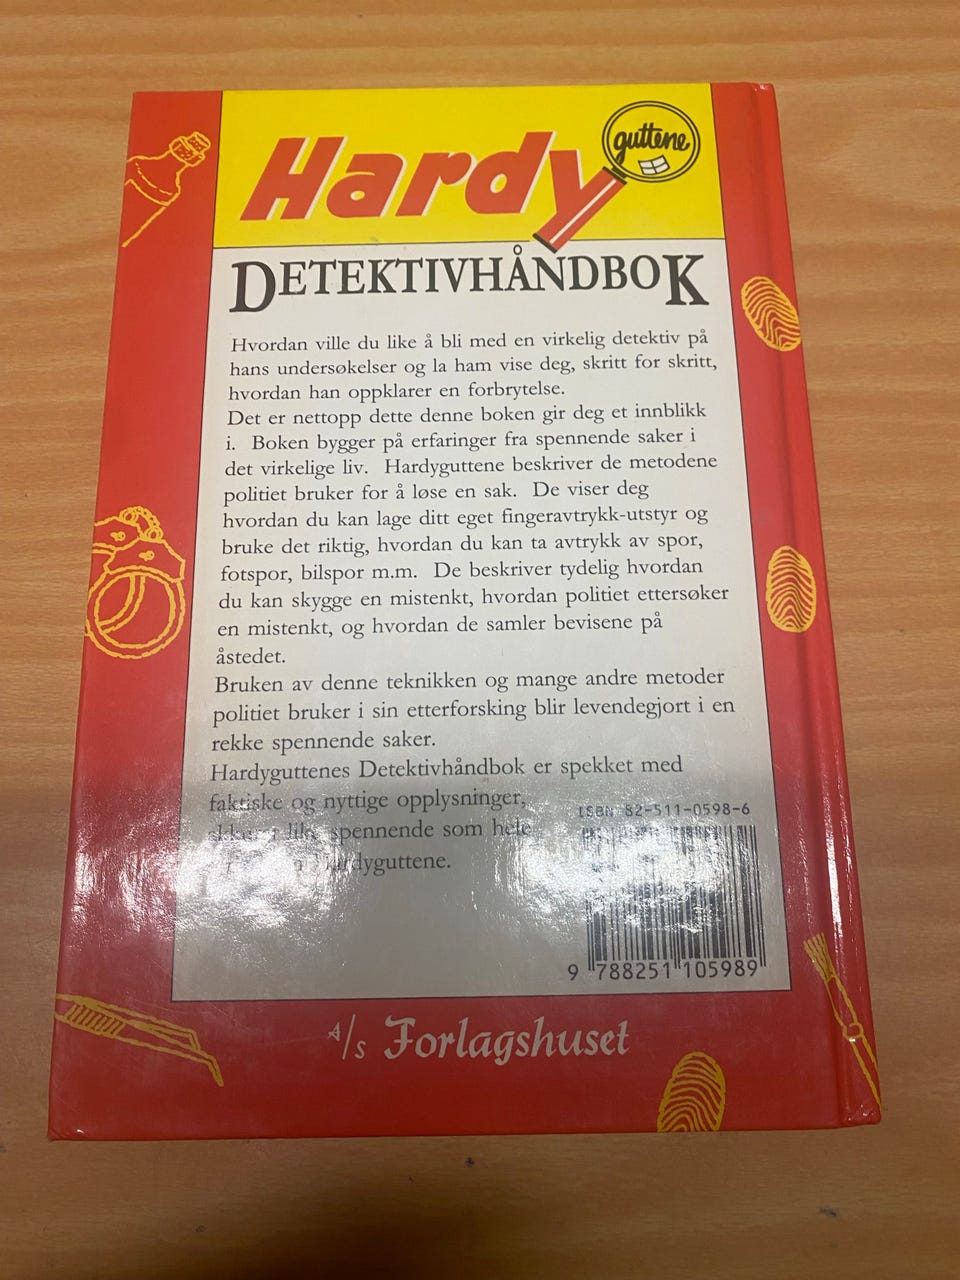 Hardy
guttene
DETEKTIVHÅNDBOK
Hvordan ville du like å bli med en virkelig detektiv på
hans undersøkelser og la ham vise deg, skritt for skritt,
hvordan han oppklarer en forbrytelse.
Det er nettopp dette denne boken gir deg et innblikk
i. Boken bygger på erfaringer fra spennende saker i
det virkelige liv. Hardyguttene beskriver de metodene
politiet bruker for å løse en sak. De viser deg
hvordan du kan lage ditt eget fingeravtrykk-utstyr og
bruke det riktig, hvordan du kan ta avtrykk av spor,
fotspor, bilspor m.m. De beskriver tydelig hvordan
du kan skygge en mistenkt, hvordan politiet ettersøker
en mistenkt, og hvordan de samler bevisene på
åstedet.
Bruken av denne teknikken og mange andre metoder
politiet bruker i sin etterforsking blir levendegjort i en
rekke spennende saker.
Hardyguttenes Detektivhåndbok er spekket med
faktiske og nyttige opplysninger,
spennende som hele
Hardyguttene.
ISBN 82-511-0598-6
9 788251 105989
A/s Forlagshuset